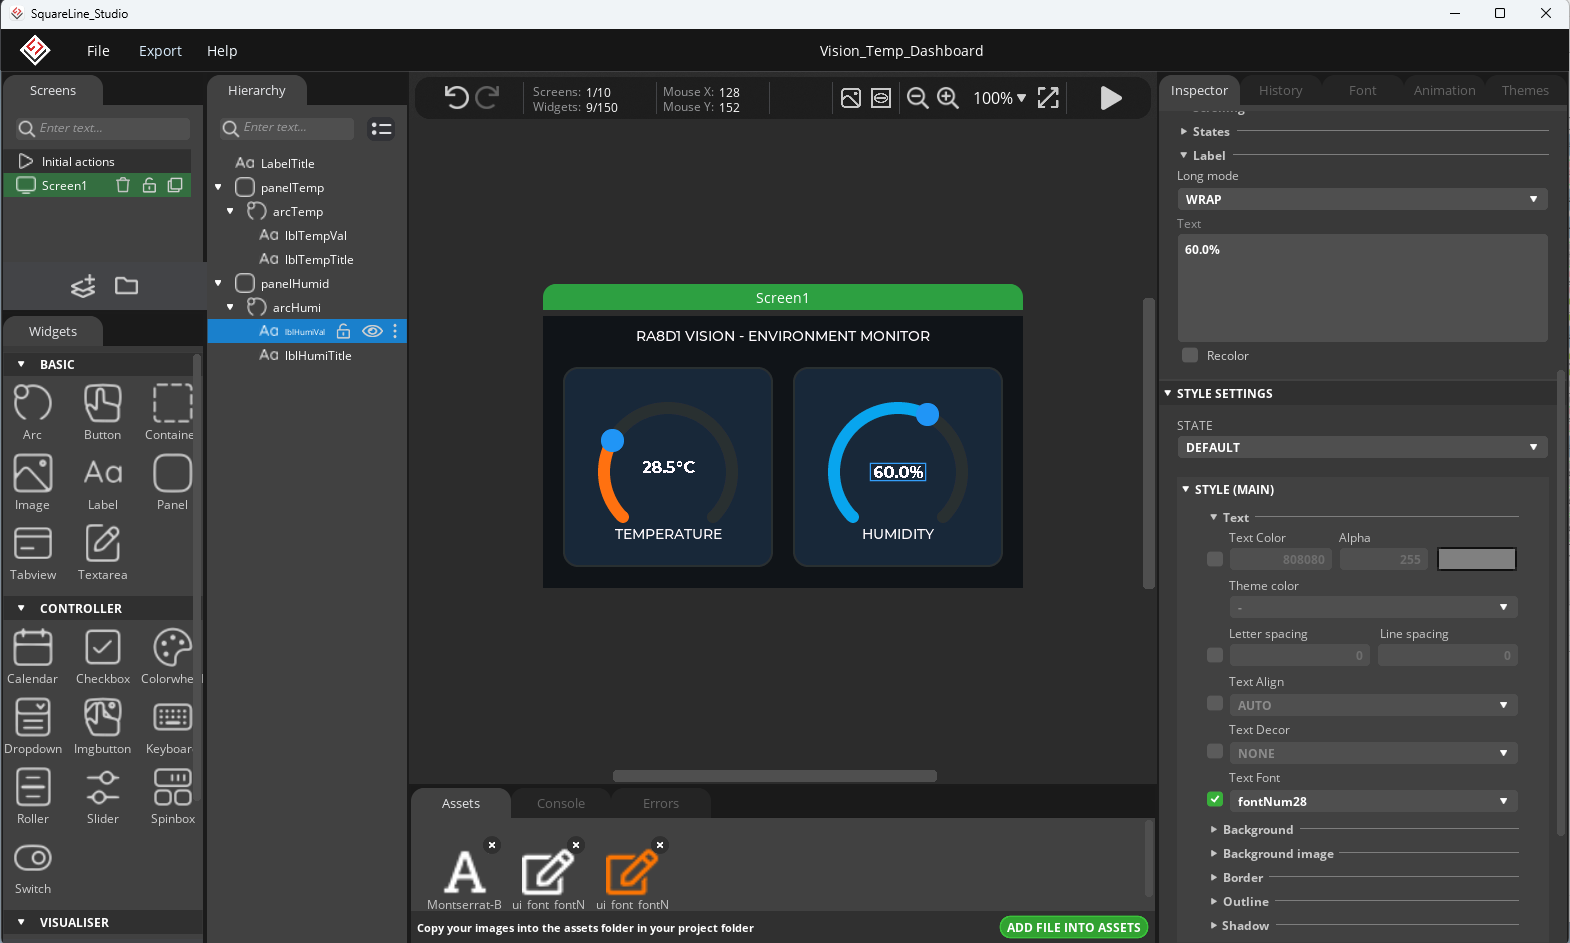 SquareLine_Studio
File Export Help
Vision_Temp_Dashboard
Screens
Enter text...
Initial actions
Screen1
Widgets
BASIC
Arc Button Containe
Image Label Panel
Tabview Textarea
CONTROLLER
Calendar Checkbox Colorwhe
Dropdown Imgbutton Keyboar
Roller Slider Spinbox
Switch
VISUALISER
Hierarchy
Enter text...
Aa LabelTitle
panelTemp
arcTemp
Aa lblTempVal
Aa lblTempTitle
panelHumid
arcHumi
Aa lblHumiVal
Aa lblHumiTitle
Screens: 1/10
Widgets: 9/150
Mouse X: 128
Mouse Y: 152
100%
Screen1
RA8D1 VISION - ENVIRONMENT MONITOR
28.5°C
TEMPERATURE
60.0%
HUMIDITY
Assets Console Errors
Montserrat-B ui_font_fontN ui_font_fontN
Copy your images into the assets folder in your project folder
ADD FILE INTO ASSETS
Inspector History Font Animation Themes
States
Label
Long mode
WRAP
Text
60.0%
Recolor
STYLE SETTINGS
STATE
DEFAULT
STYLE (MAIN)
Text
Text Color Alpha
808080 255
Theme color
-
Letter spacing Line spacing
0 0
Text Align
AUTO
Text Decor
NONE
Text Font
fontNum28
Background
Background image
Border
Outline
Shadow